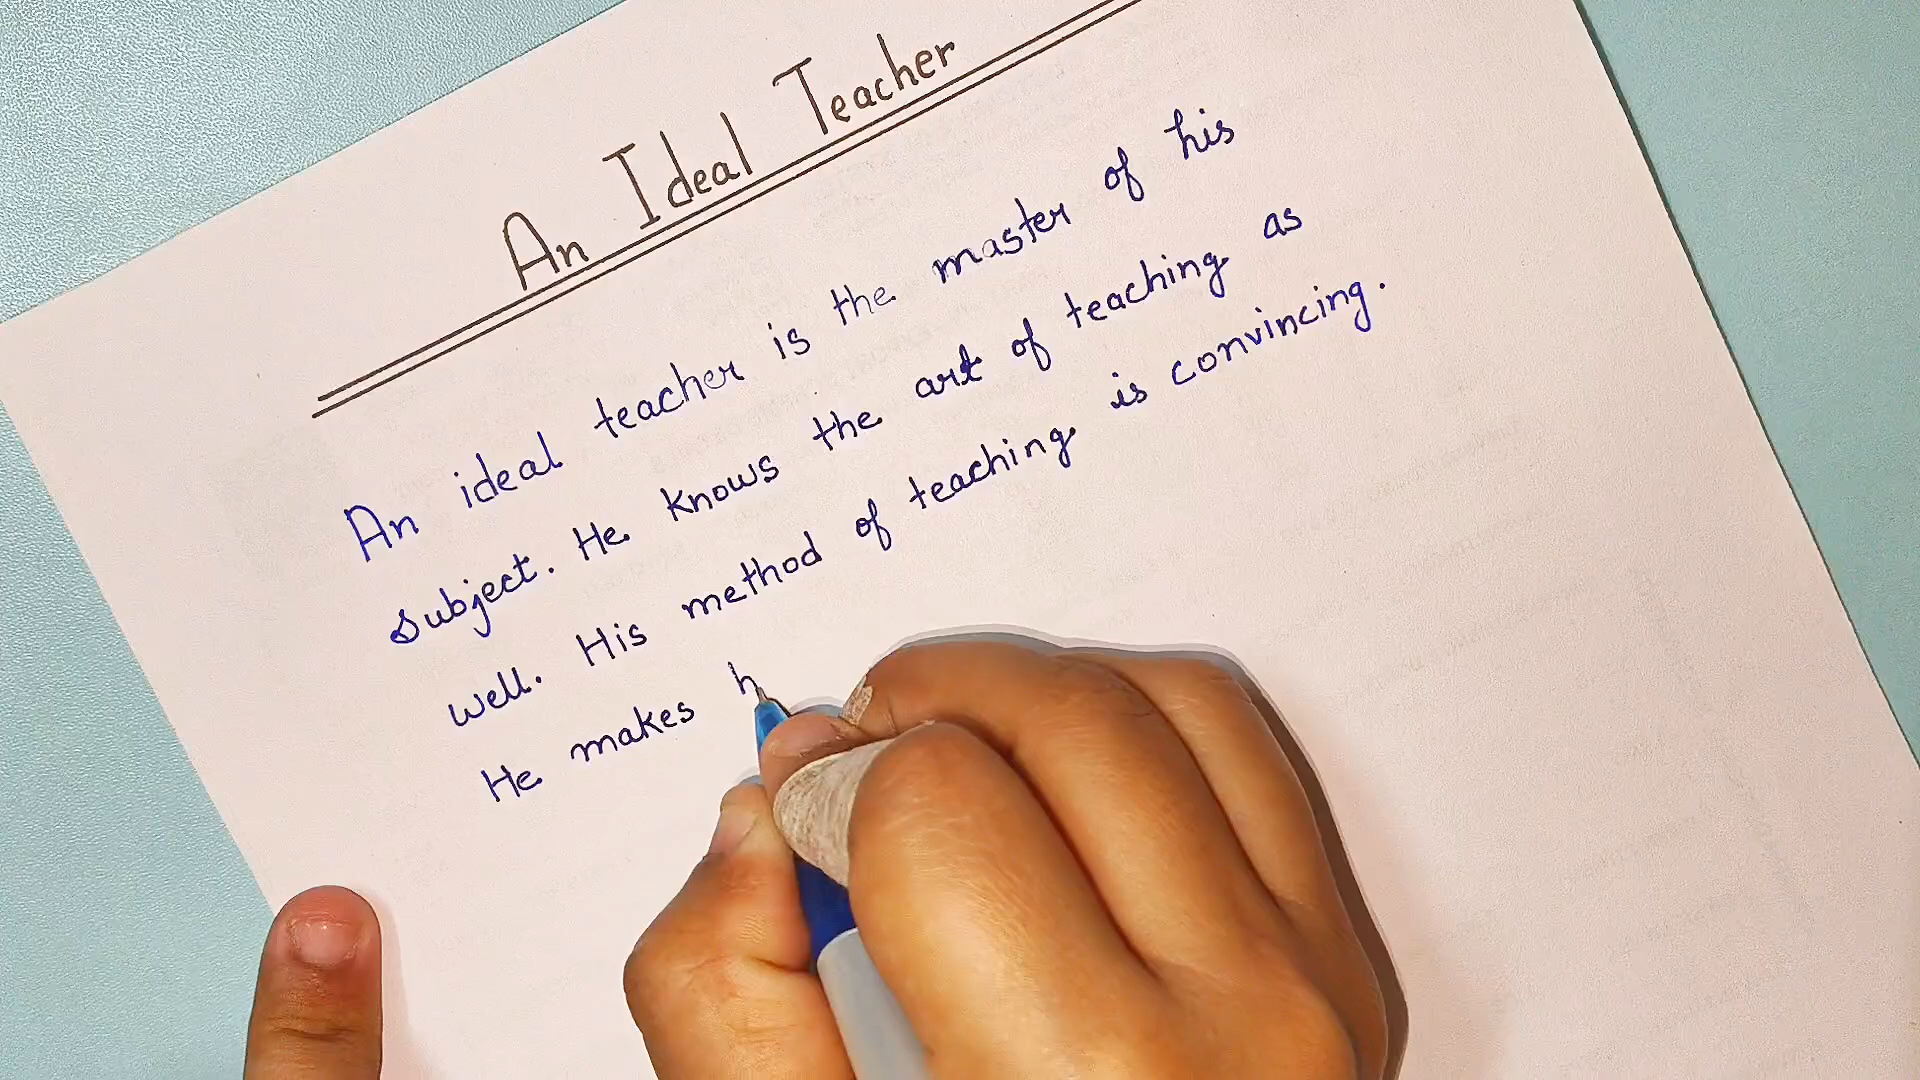 An Ideal Teacher
An ideal teacher is the master of his
subject. He knows the art of teaching as
well. His method of teaching is convincing.
He makes h